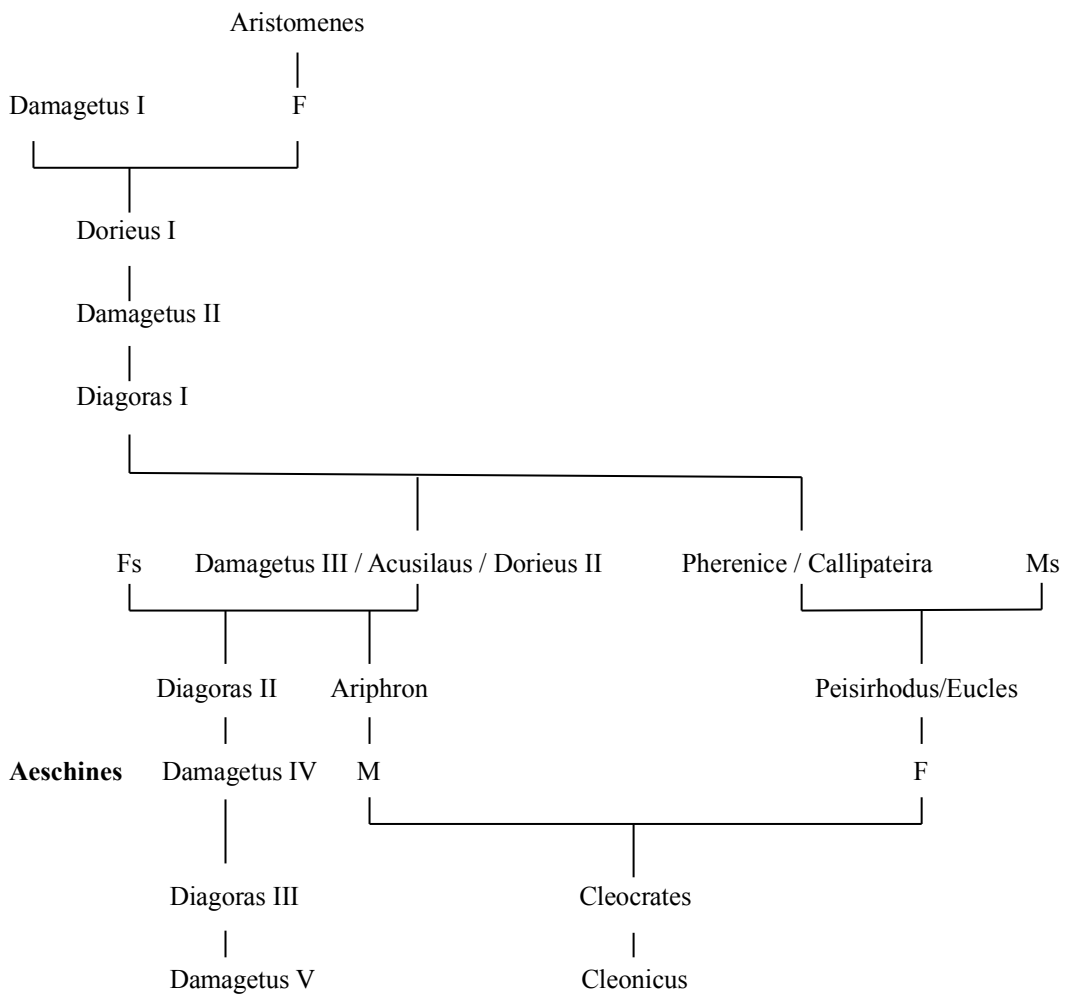 Aristomenes
Damagetus I F
Dorieus I
Damagetus II
Diagoras I
Fs Damagetus III / Acusilaus / Dorieus II Pherenice / Callipateira Ms
Diagoras II Ariphron Peisirhodus/Eucles
Aeschines Damagetus IV M F
Diagoras III Cleocrates
Damagetus V Cleonicus